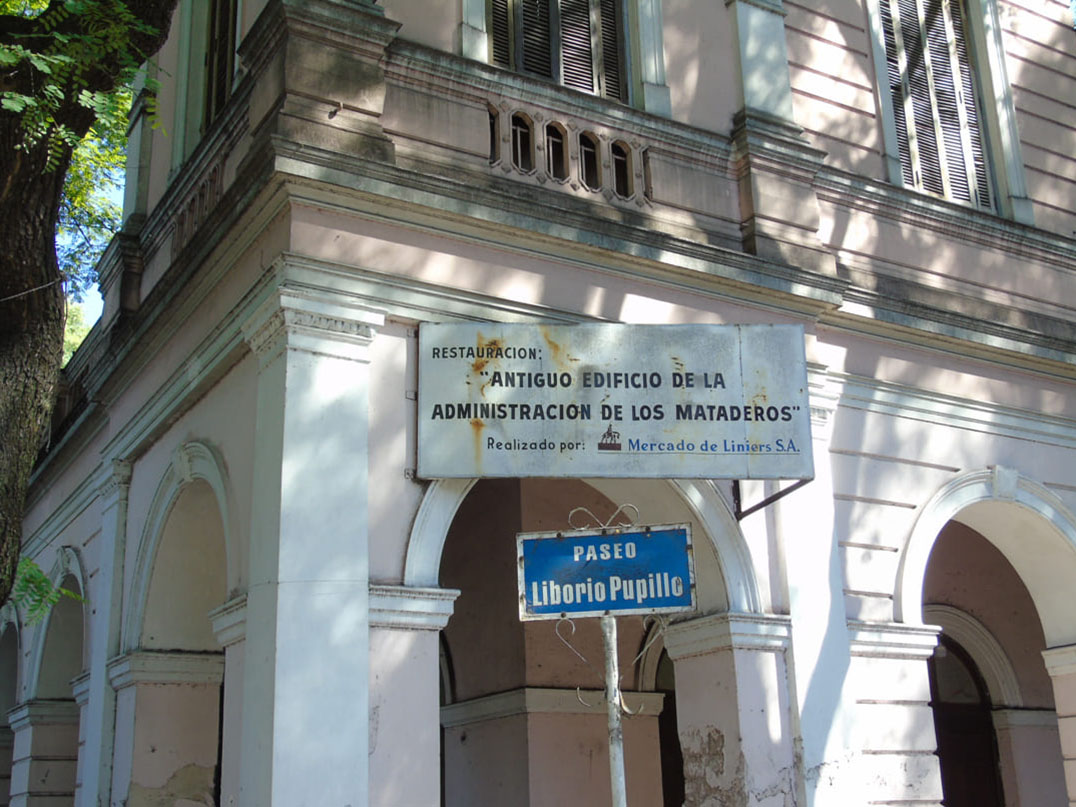 RESTAURACION:
"ANTIGUO EDIFICIO DE LA
ADMINISTRACION DE LOS MATADEROS"
Realizado por: Mercado de Liniers S.A.
PASEO
Liborio Pupillo